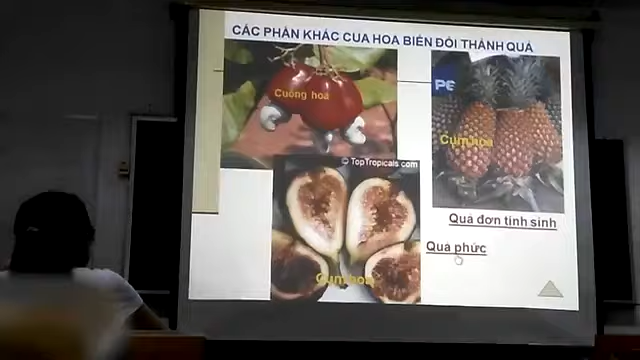 CÁC PHẦN KHÁC CỦA HOA BIẾN ĐỔI THÀNH QUẢ
Cuống hoa
Cụm hoa
© TopTropicals.com
Quả đơn tính sinh
Quả phức
Cụm hoa